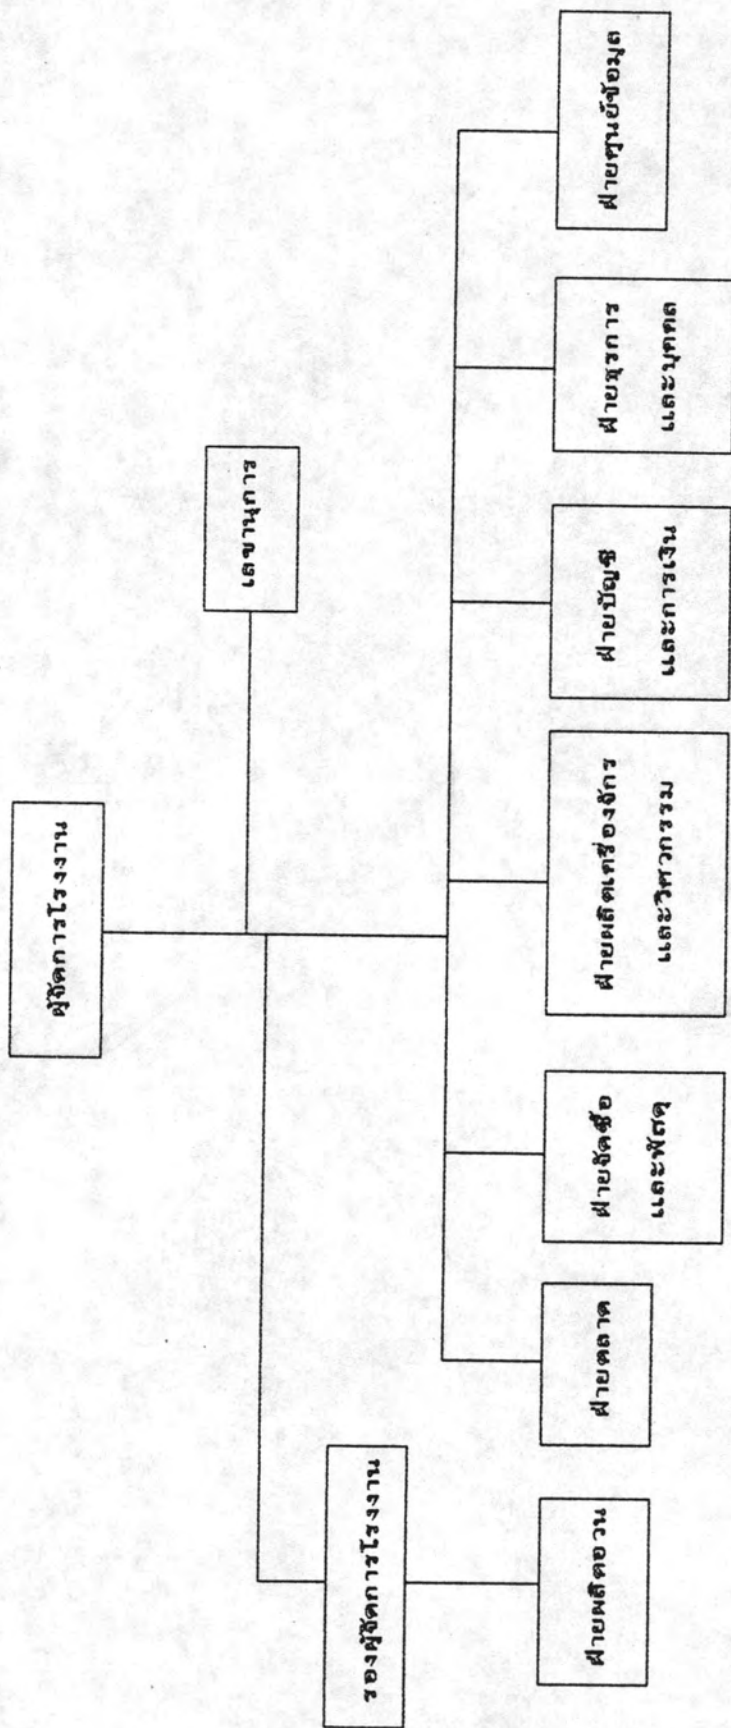 ผู้จัดการโรงงาน
เลขานุการ
รองผู้จัดการโรงงาน
ฝ่ายผลิตอวน
ฝ่ายตลาด
ฝ่ายจัดซื้อ
และพัสดุ
ฝ่ายผลิตเครื่องจักร
และวิศวกรรม
ฝ่ายบัญชี
และการเงิน
ฝ่ายธุรการ
และบุคคล
ฝ่ายศูนย์ข้อมูล